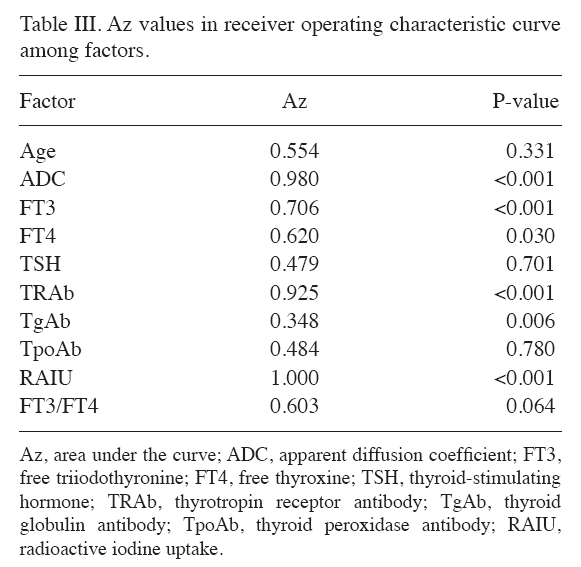 Table III. Az values in receiver operating characteristic curve
among factors.
Factor Az P-value
Age 0.554 0.331
ADC 0.980 <0.001
FT3 0.706 <0.001
FT4 0.620 0.030
TSH 0.479 0.701
TRAb 0.925 <0.001
TgAb 0.348 0.006
TpoAb 0.484 0.780
RAIU 1.000 <0.001
FT3/FT4 0.603 0.064
Az, area under the curve; ADC, apparent diffusion coefficient; FT3,
free triiodothyronine; FT4, free thyroxine; TSH, thyroid-stimulating
hormone; TRAb, thyrotropin receptor antibody; TgAb, thyroid
globulin antibody; TpoAb, thyroid peroxidase antibody; RAIU,
radioactive iodine uptake.